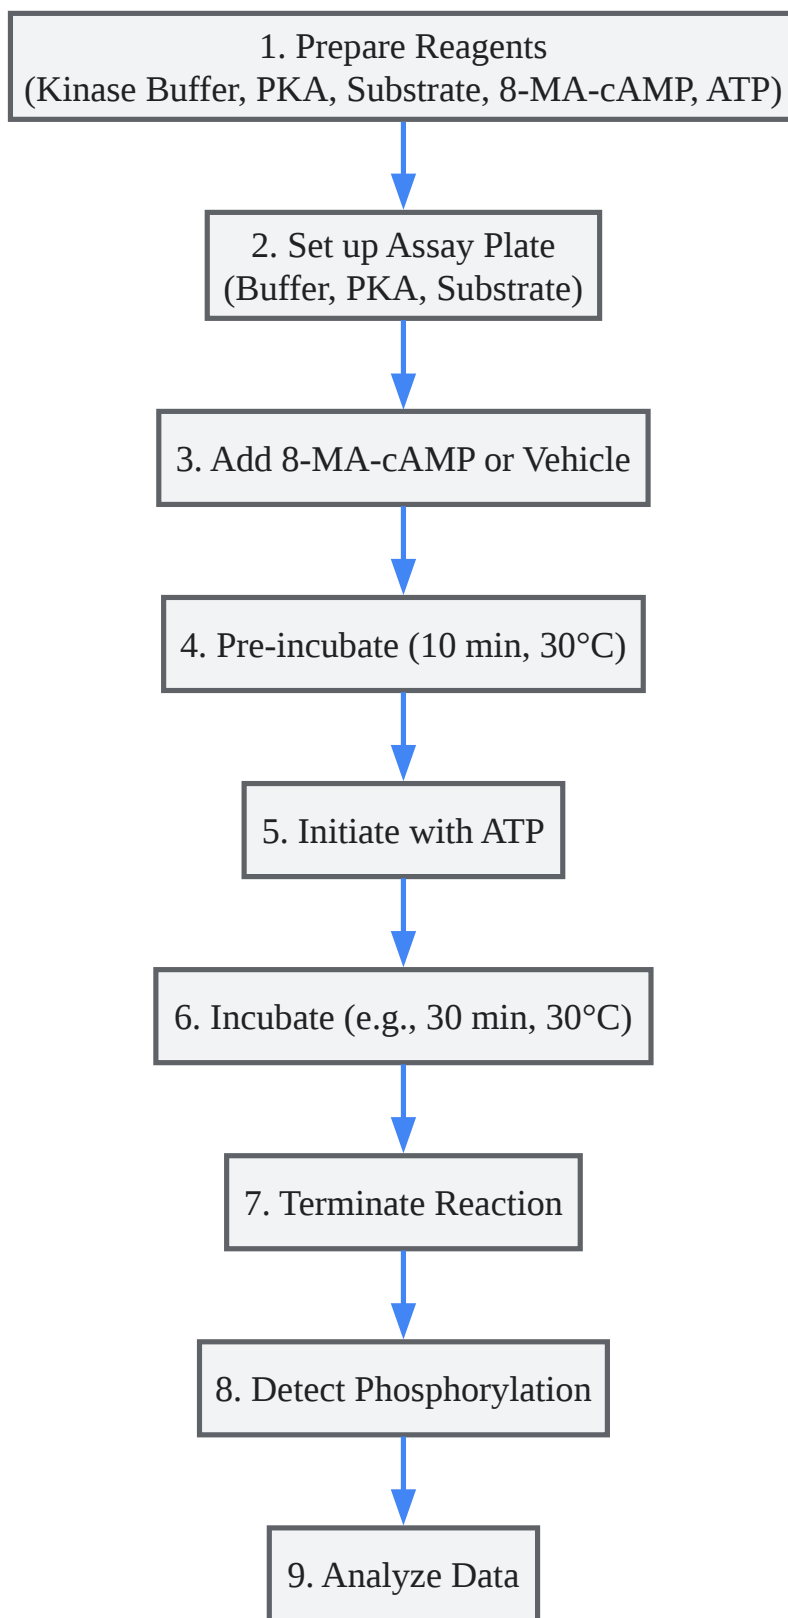 1. Prepare Reagents
(Kinase Buffer, PKA, Substrate, 8-MA-cAMP, ATP)
2. Set up Assay Plate
(Buffer, PKA, Substrate)
3. Add 8-MA-cAMP or Vehicle
4. Pre-incubate (10 min, 30°C)
5. Initiate with ATP
6. Incubate (e.g., 30 min, 30°C)
7. Terminate Reaction
8. Detect Phosphorylation
9. Analyze Data